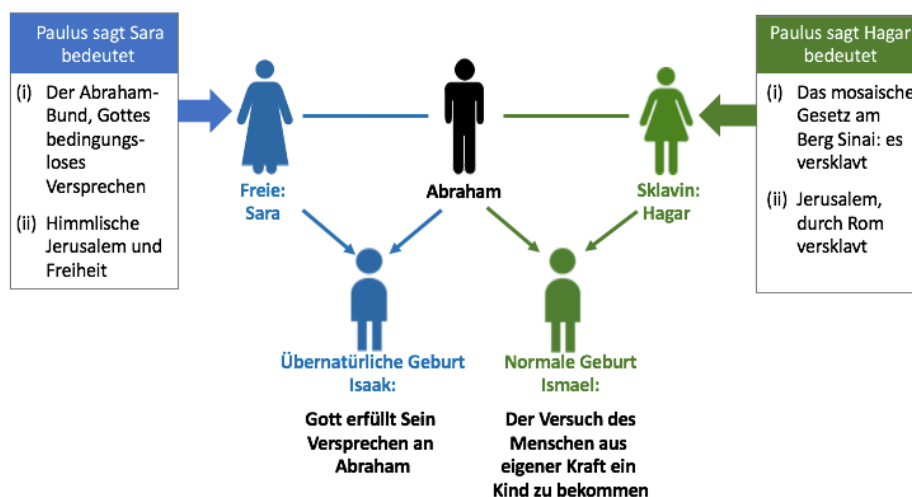 Paulus sagt Sara
bedeutet
(i) Der Abraham-
Bund, Gottes
bedingungs-
loses
Versprechen
(ii) Himmlische
Jerusalem und
Freiheit
Freie:
Sara
Abraham
Sklavin:
Hagar
Paulus sagt Hagar
bedeutet
(i) Das mosaische
Gesetz am
Berg Sinai: es
versklavt
(ii) Jerusalem,
durch Rom
versklavt
Übernatürliche Geburt
Isaak:
Gott erfüllt Sein
Versprechen an
Abraham
Normale Geburt
Ismael:
Der Versuch des
Menschen aus
eigener Kraft ein
Kind zu bekommen